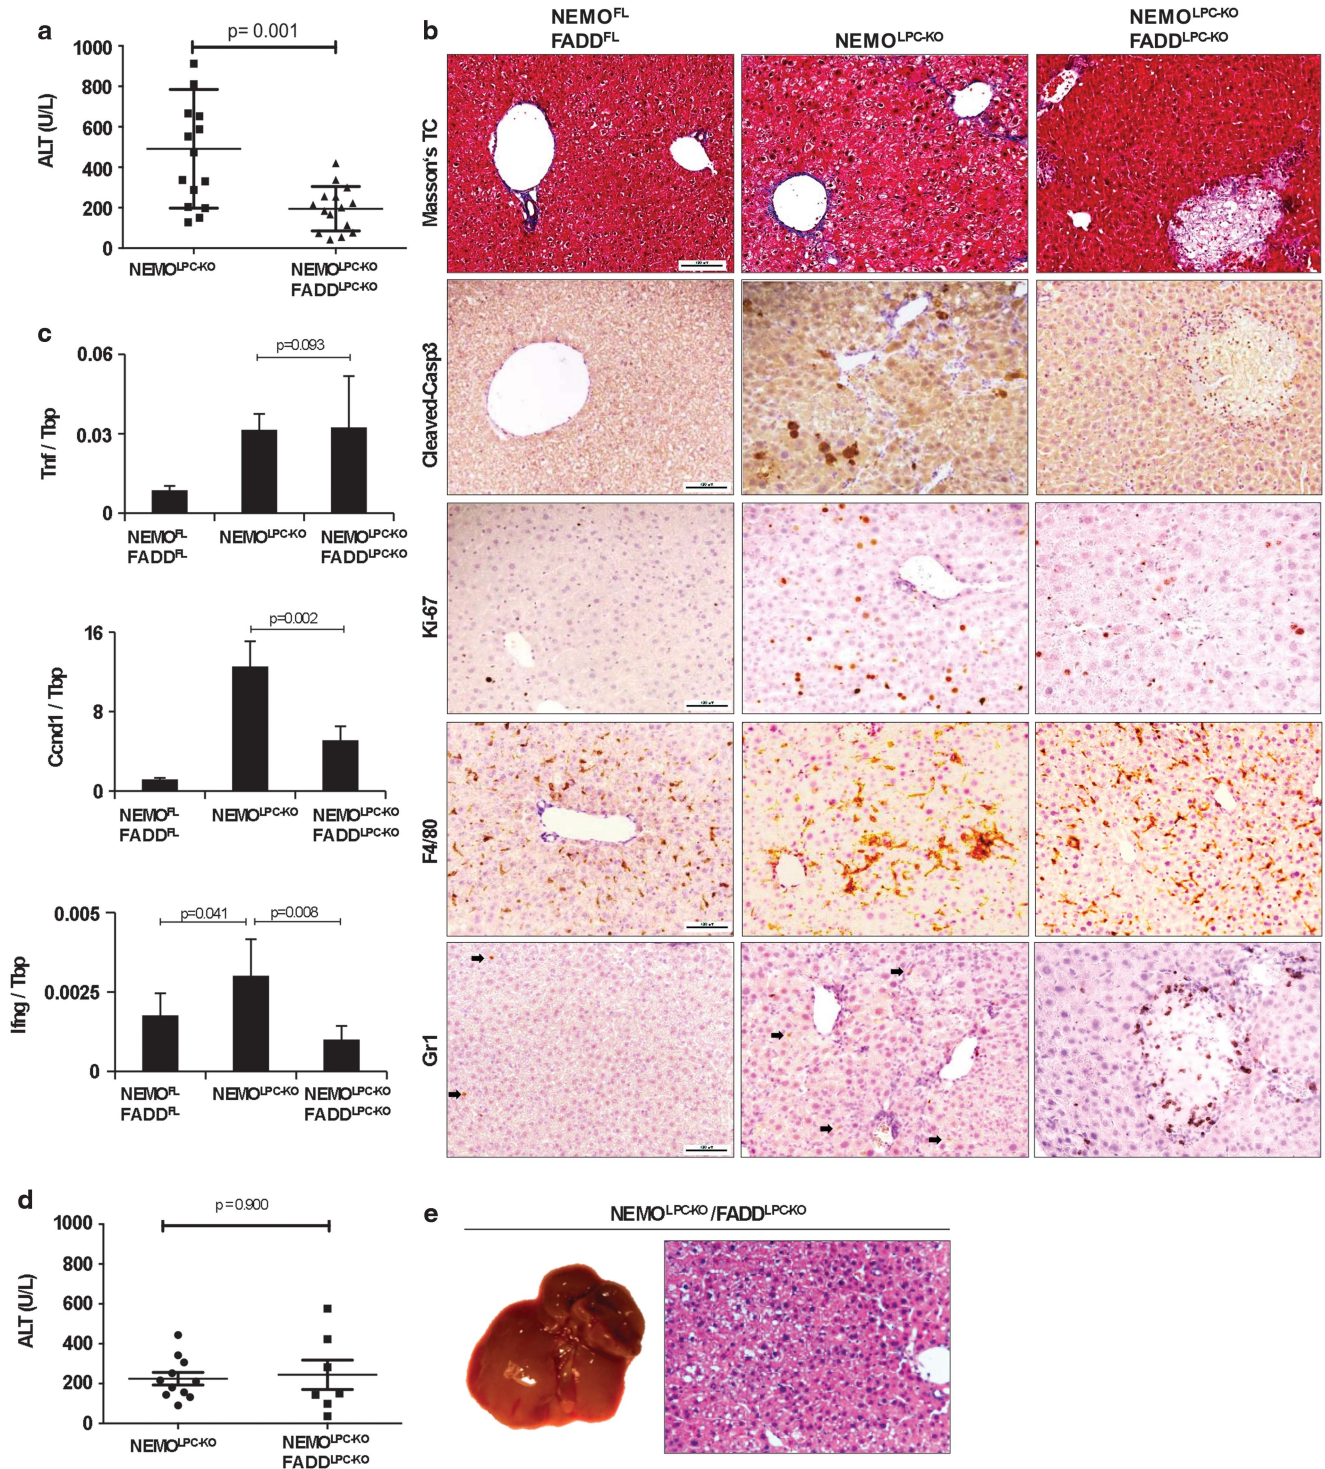 a
p= 0.001
1000
800
600
400
200
0
ALT (U/L)
NEMOLPC-KO
NEMOLPC-KO
FADDLPC-KO
b
NEMOFL
FADDFL
NEMOLPC-KO
NEMOLPC-KO
FADDLPC-KO
Masson's TC
Cleaved-Casp3
Ki-67
F4/80
Gr1
c
p=0.093
0.06
0.03
0
Tnf / Tbp
NEMOFL
FADDFL
NEMOLPC-KO
NEMOLPC-KO
FADDLPC-KO
p=0.002
16
8
0
Ccnd1 / Tbp
NEMOFL
FADDFL
NEMOLPC-KO
NEMOLPC-KO
FADDLPC-KO
p=0.041
p=0.008
0.005
0.0025
0
Ifng / Tbp
NEMOFL
FADDFL
NEMOLPC-KO
NEMOLPC-KO
FADDLPC-KO
d
p = 0.900
1000
800
600
400
200
0
ALT (U/L)
NEMOLPC-KO
NEMOLPC-KO
FADDLPC-KO
e
NEMOLPC-KO/FADDLPC-KO